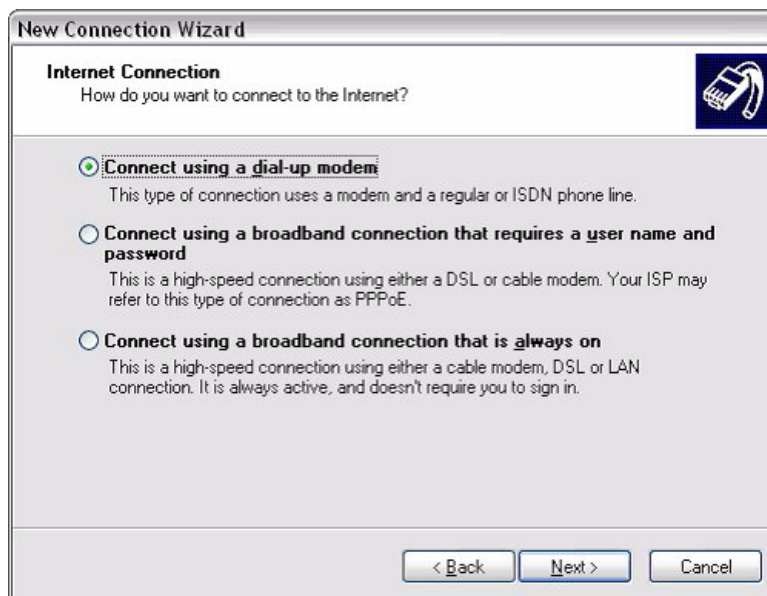 New Connection Wizard
Internet Connection
How do you want to connect to the Internet?
Connect using a dial-up modem
This type of connection uses a modem and a regular or ISDN phone line.
Connect using a broadband connection that requires a user name and
password
This is a high-speed connection using either a DSL or cable modem. Your ISP may
refer to this type of connection as PPPoE.
Connect using a broadband connection that is always on
This is a high-speed connection using either a cable modem, DSL or LAN
connection. It is always active, and doesn't require you to sign in.
< Back
Next >
Cancel